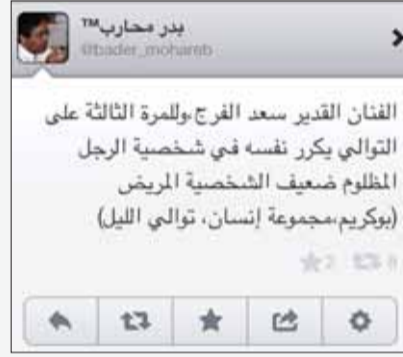 بدر محارب™
@bader_mohareb
الفنان القدير سعد الفرج،وللمرة الثالثة على
التوالي يكرر نفسه في شخصية الرجل
المظلوم ضعيف الشخصية المريض
(بوكريم،مجموعة إنسان، توالي الليل)